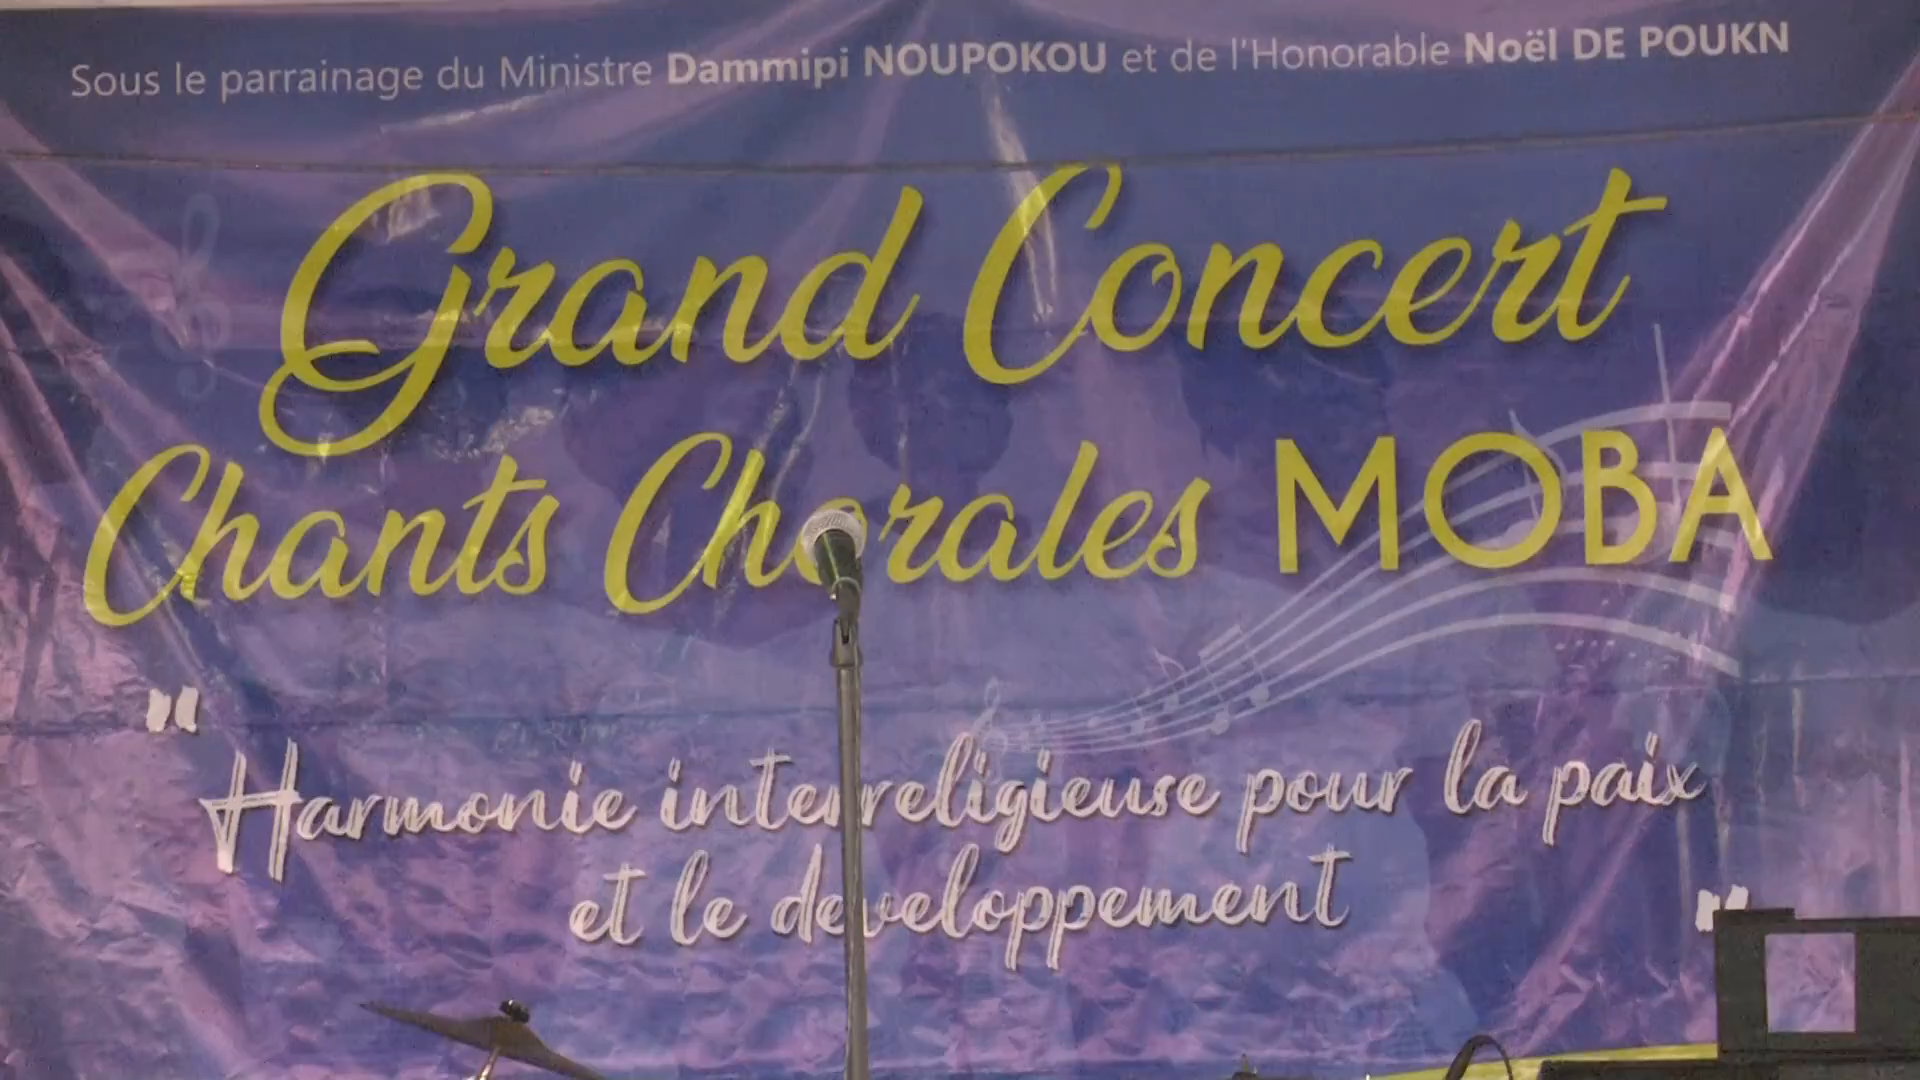 Sous le parrainage du Ministre Dammipi NOUPOKOU et de l'Honorable Noël DE POUKN
Grand Concert
Chants Chorales MOBA
"Harmonie interreligieuse pour la paix
et le developpement"